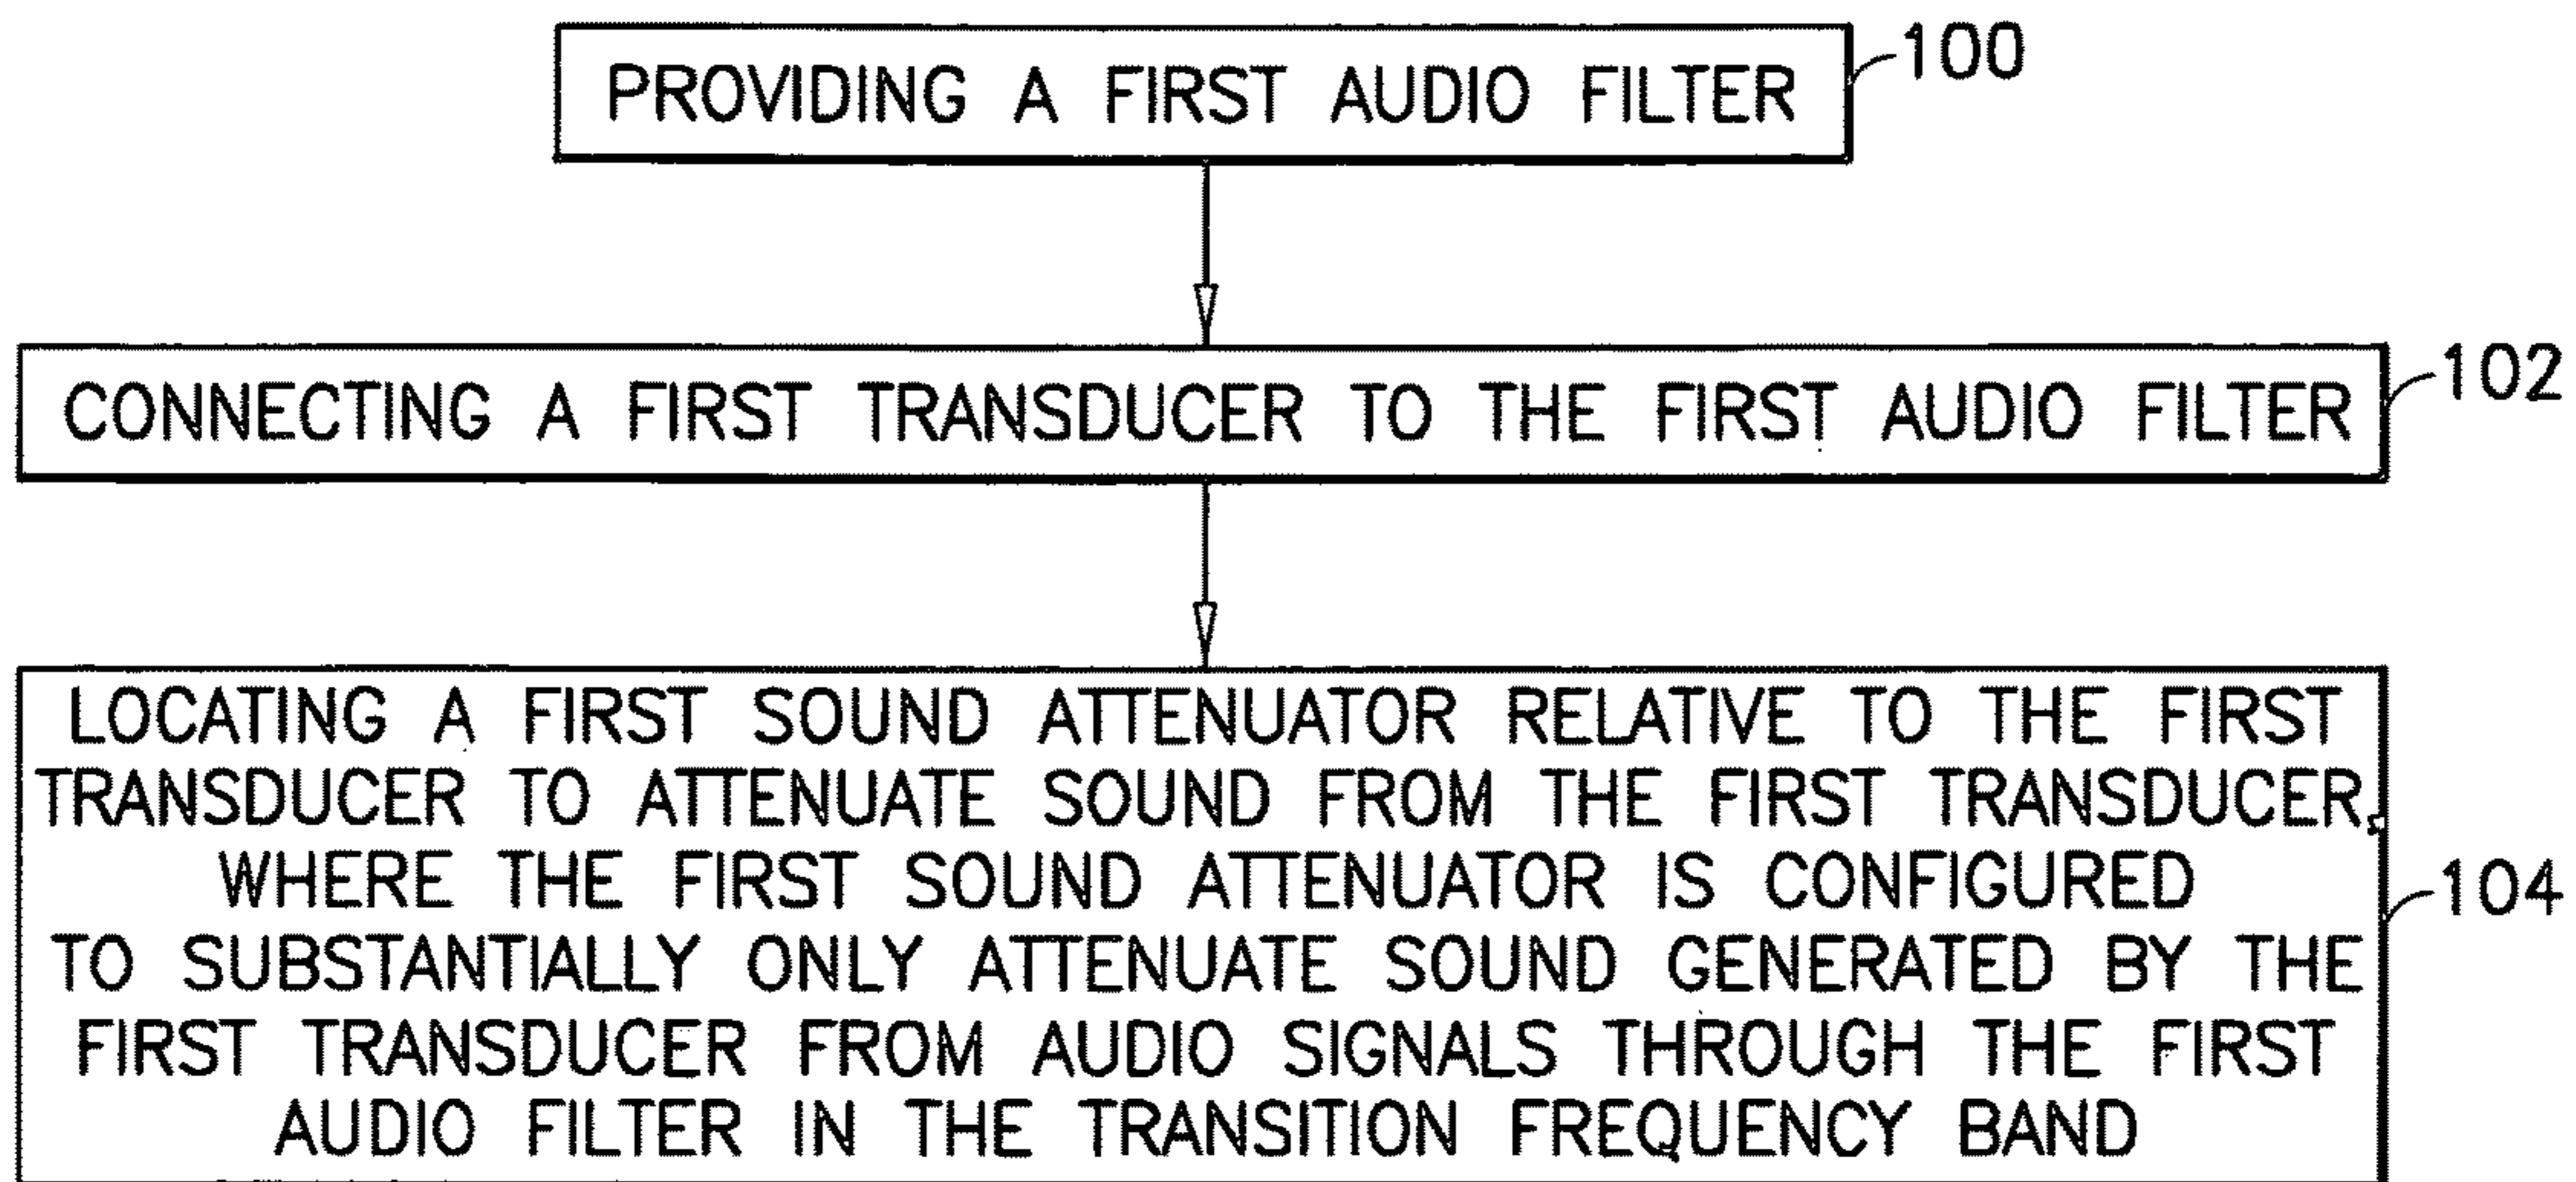 PROVIDING A FIRST AUDIO FILTER
100
CONNECTING A FIRST TRANSDUCER TO THE FIRST AUDIO FILTER
102
LOCATING A FIRST SOUND ATTENUATOR RELATIVE TO THE FIRST
TRANSDUCER TO ATTENUATE SOUND FROM THE FIRST TRANSDUCER,
WHERE THE FIRST SOUND ATTENUATOR IS CONFIGURED
TO SUBSTANTIALLY ONLY ATTENUATE SOUND GENERATED BY THE
FIRST TRANSDUCER FROM AUDIO SIGNALS THROUGH THE FIRST
AUDIO FILTER IN THE TRANSITION FREQUENCY BAND
104